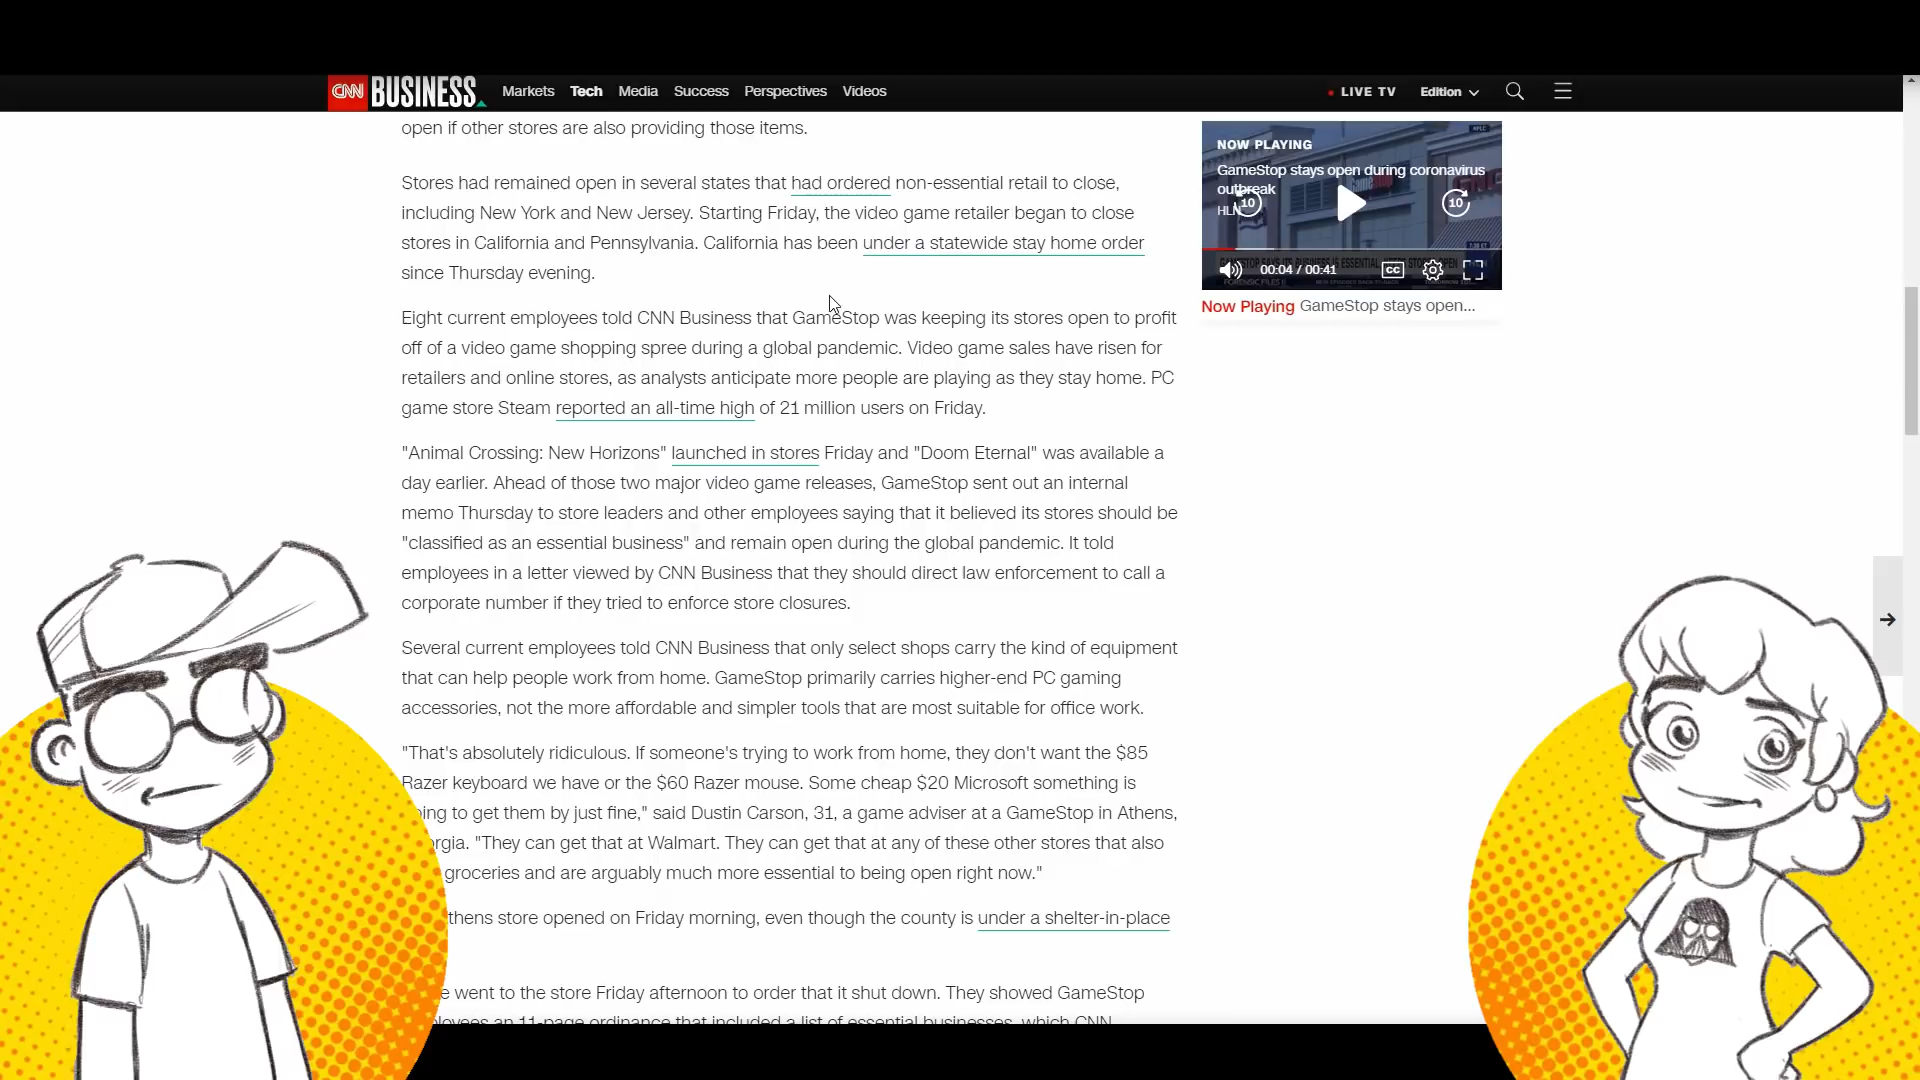 CNN BUSINESS Markets Tech Media Success Perspectives Videos LIVE TV Edition
open if other stores are also providing those items.
Stores had remained open in several states that had ordered non-essential retail to close,
including New York and New Jersey. Starting Friday, the video game retailer began to close
stores in California and Pennsylvania. California has been under a statewide stay home order
since Thursday evening.
Eight current employees told CNN Business that GameStop was keeping its stores open to profit
off of a video game shopping spree during a global pandemic. Video game sales have risen for
retailers and online stores, as analysts anticipate more people are playing as they stay home. PC
game store Steam reported an all-time high of 21 million users on Friday.
"Animal Crossing: New Horizons" launched in stores Friday and "Doom Eternal" was available a
day earlier. Ahead of those two major video game releases, GameStop sent out an internal
memo Thursday to store leaders and other employees saying that it believed its stores should be
"classified as an essential business" and remain open during the global pandemic. It told
employees in a letter viewed by CNN Business that they should direct law enforcement to call a
corporate number if they tried to enforce store closures.
Several current employees told CNN Business that only select shops carry the kind of equipment
that can help people work from home. GameStop primarily carries higher-end PC gaming
accessories, not the more affordable and simpler tools that are most suitable for office work.
"That's absolutely ridiculous. If someone's trying to work from home, they don't want the $85
Razer keyboard we have or the $60 Razer mouse. Some cheap $20 Microsoft something is
oing to get them by just fine," said Dustin Carson, 31, a game adviser at a GameStop in Athens,
orgia. "They can get that at Walmart. They can get that at any of these other stores that also
groceries and are arguably much more essential to being open right now."
thens store opened on Friday morning, even though the county is under a shelter-in-place
e went to the store Friday afternoon to order that it shut down. They showed GameStop
loyees an 11-page ordinance that included a list of essential businesses, which CNN
NOW PLAYING
GameStop stays open during coronavirus
outbreak
HLN
10
10
00:04 / 00:41
CC
Now Playing GameStop stays open...